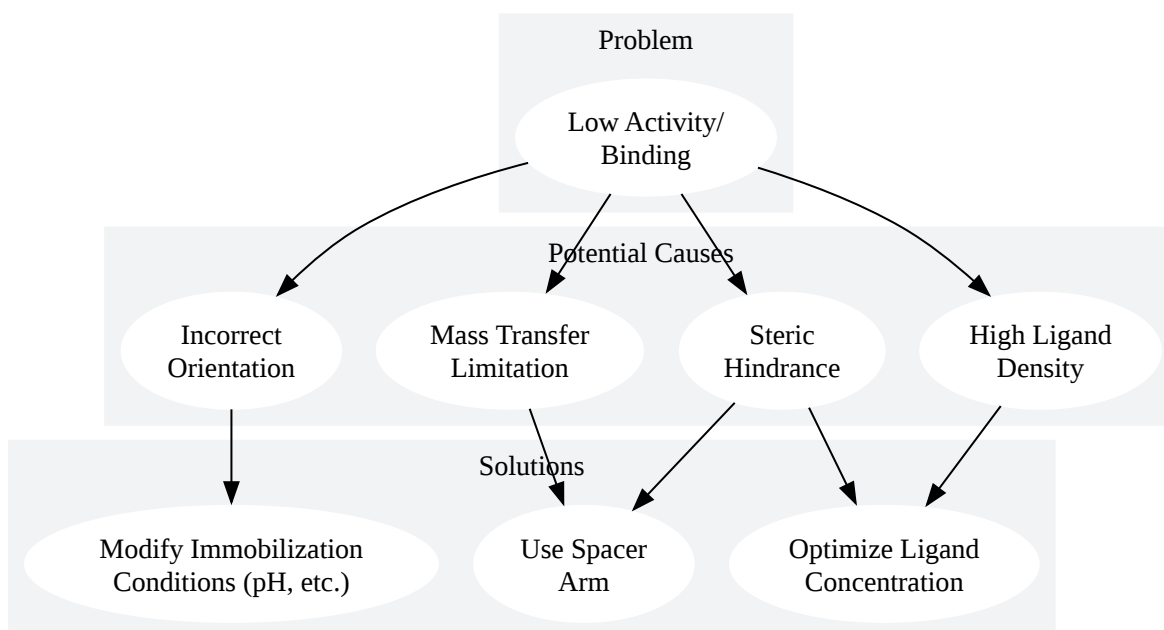 Problem
Low Activity/
Binding
Potential Causes
Incorrect
Orientation
Mass Transfer
Limitation
Steric
Hindrance
High Ligand
Density
Solutions
Modify Immobilization
Conditions (pH, etc.)
Use Spacer
Arm
Optimize Ligand
Concentration